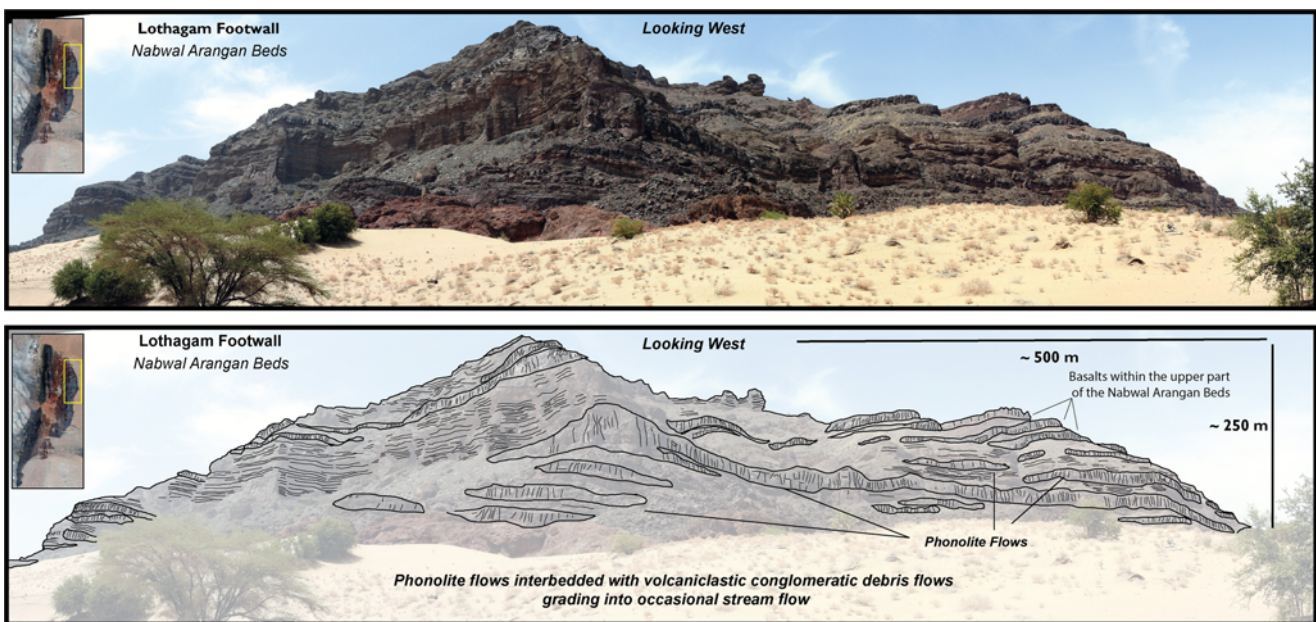 Lothagam Footwall
Nabwal Arangan Beds
Looking West
Lothagam Footwall
Nabwal Arangan Beds
Looking West
~ 500 m
Basalts within the upper part
of the Nabwal Arangan Beds
~ 250 m
Phonolite Flows
Phonolite flows interbedded with volcaniclastic conglomeratic debris flows
grading into occasional stream flow